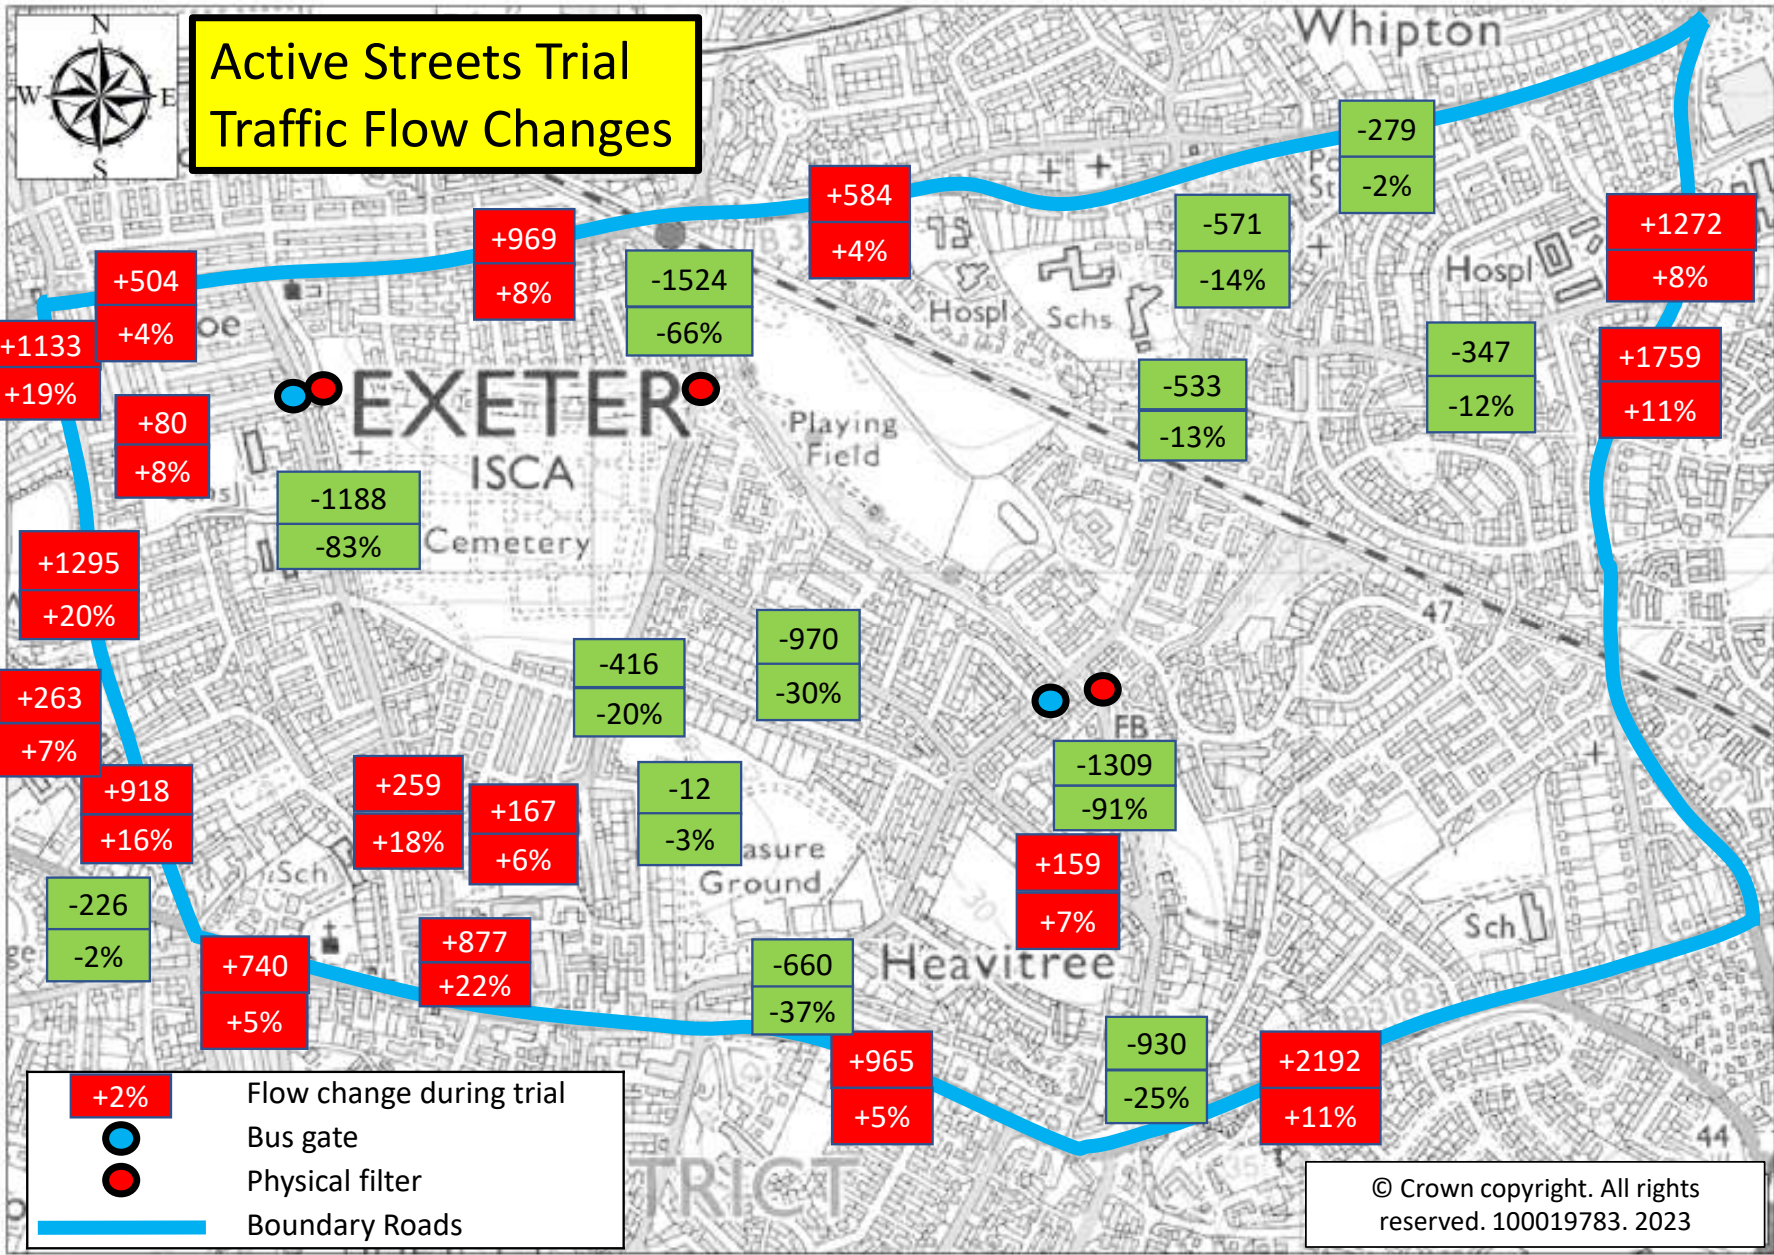 N
W
E
S
Active Streets Trial
Traffic Flow Changes
Whipton
-279
-2%
+584
+4%
-571
-14%
+1272
+8%
+969
+8%
-1524
-66%
+504
+4%
Hospl
Hospl
Schs
+1133
+19%
-347
-12%
+1759
+11%
-533
-13%
EXETER
ISCA
+80
+8%
Playing
Field
-1188
-83%
Cemetery
+1295
+20%
47
-970
-30%
-416
-20%
+263
+7%
FB
-1309
-91%
+918
+16%
+259
+18%
+167
+6%
-12
-3%
asure
Ground
+159
+7%
Sch
-226
-2%
Sch
+740
+5%
+877
+22%
-660
-37%
Heavitree
+965
+5%
-930
-25%
+2192
+11%
44
TRICT
+2% Flow change during trial
Bus gate
Physical filter
Boundary Roads
© Crown copyright. All rights
reserved. 100019783. 2023